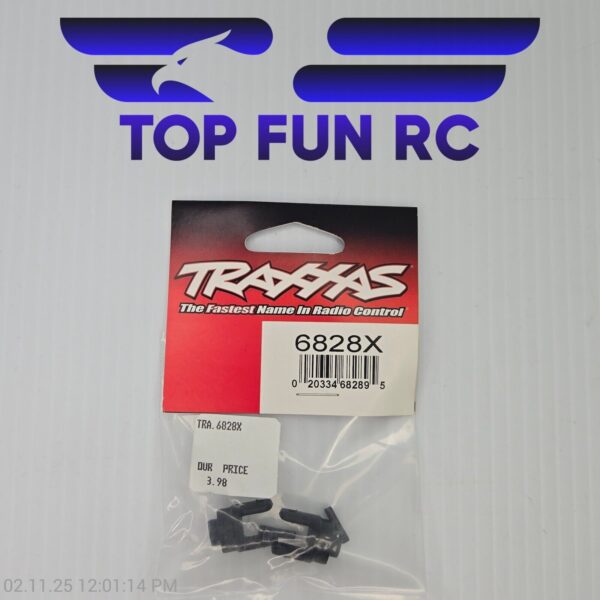 TOP FUN RC
TRAXXAS
The Fastest Name In Radio Control
6828X
0 20334 68289 5
TRA.6828X
OUR PRICE
3.98
02.11.25 12:01:14 PM